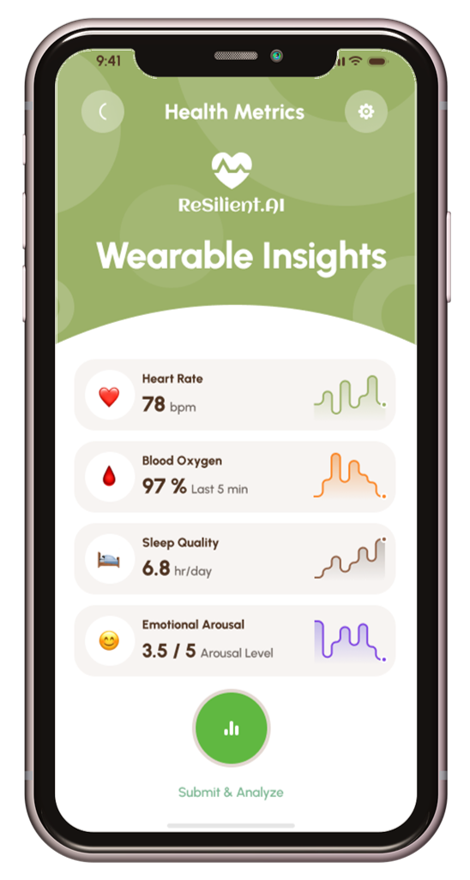 9:41
Health Metrics
ReSilient.AI
Wearable Insights
Heart Rate
78 bpm
Blood Oxygen
97 % Last 5 min
Sleep Quality
6.8 hr/day
Emotional Arousal
3.5 / 5 Arousal Level
Submit & Analyze